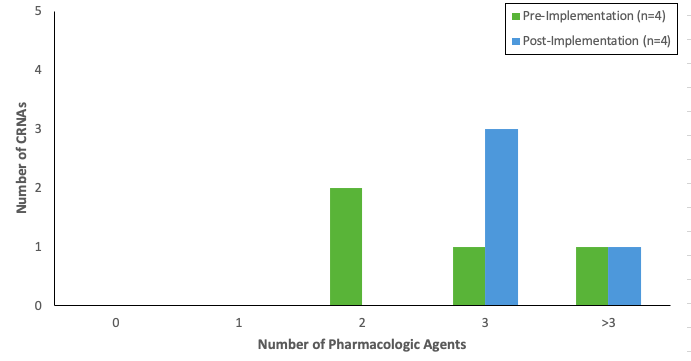 Pre-Implementation (n=4)
Post-Implementation (n=4)
5
4
3
2
1
0
Number of CRNAs
0 1 2 3 >3
Number of Pharmacologic Agents